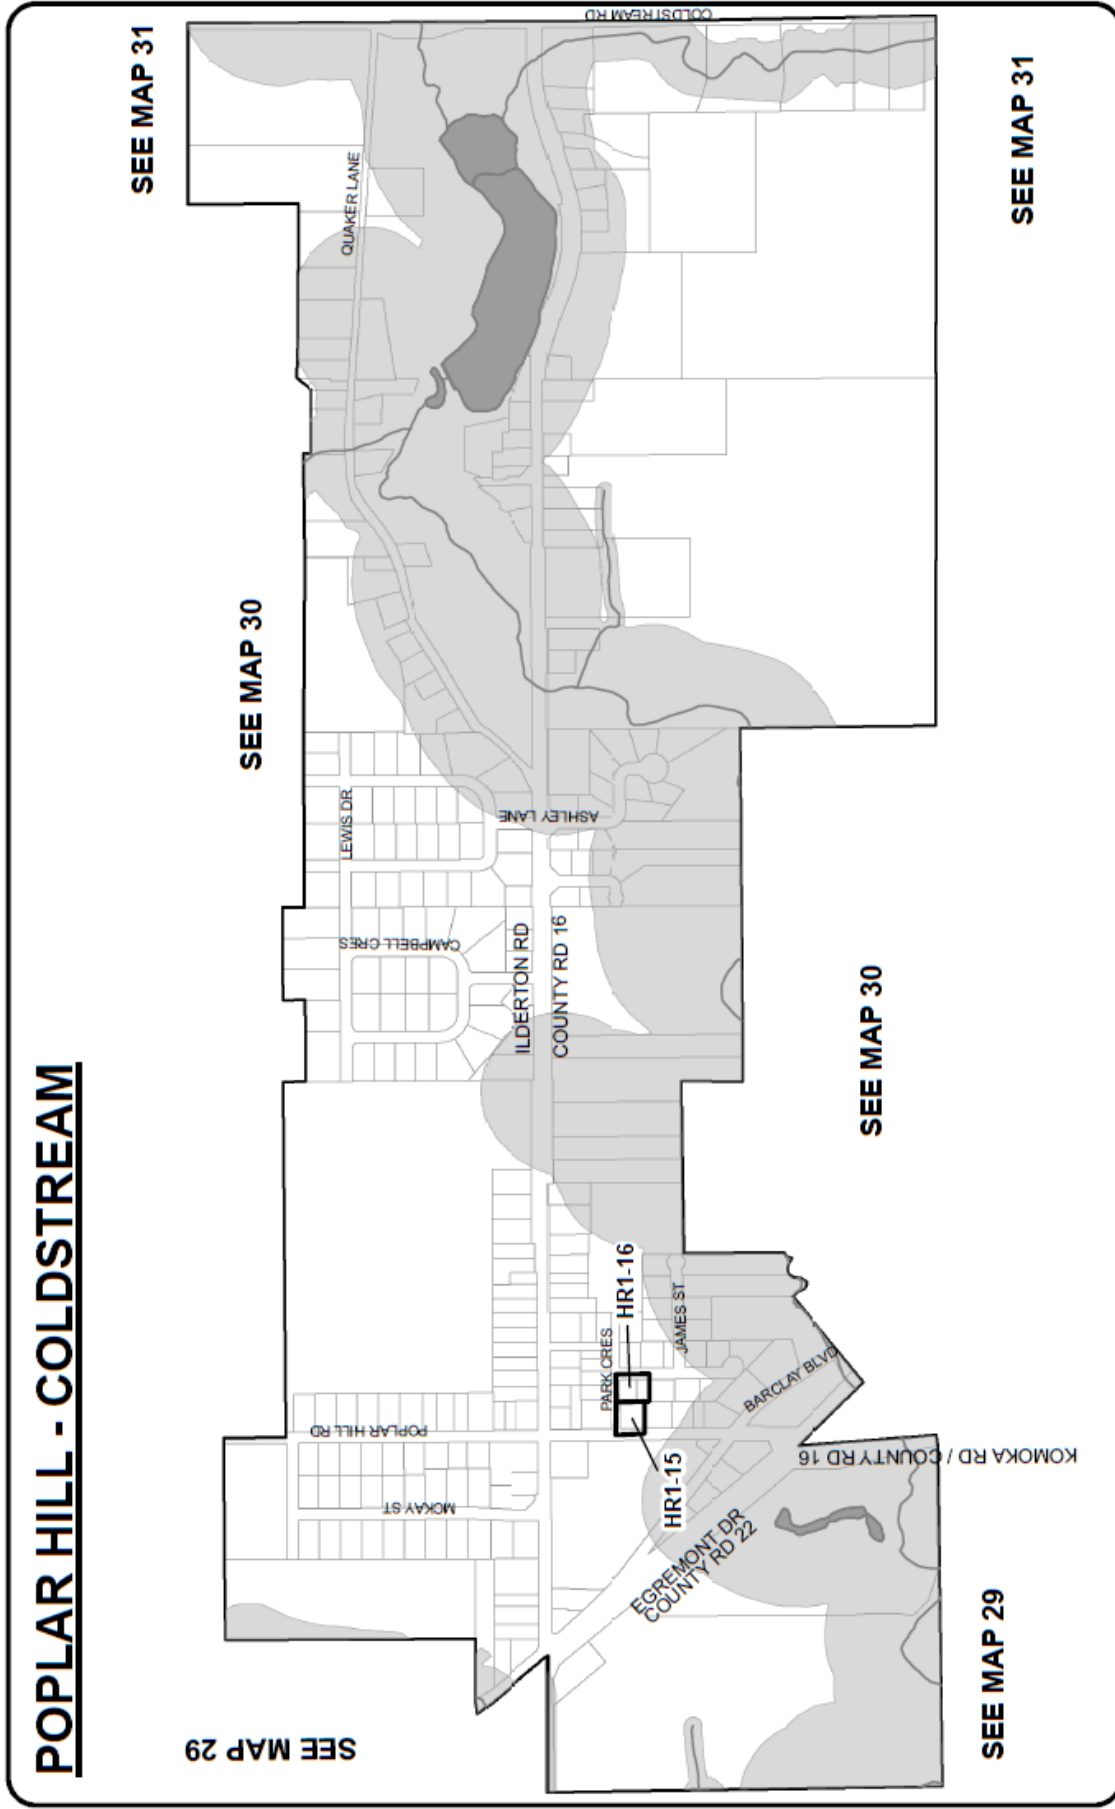 POPLAR HILL - COLDSTREAM
SEE MAP 29
SEE MAP 30
SEE MAP 31
MCKAY ST
POPLAR HILL RD
CAMPBELL CRES
LEWIS DR
QUAKER LANE
COLDSTREAM RD
ILDERTON RD
COUNTY RD 16
ASHLEY LANE
PARK CRES
HR1-16
HR1-15
JAMES ST
BARCLAY BLVD
EGREMONT DR
COUNTY RD 22
KOMOKA RD / COUNTY RD 16
SEE MAP 29
SEE MAP 30
SEE MAP 31